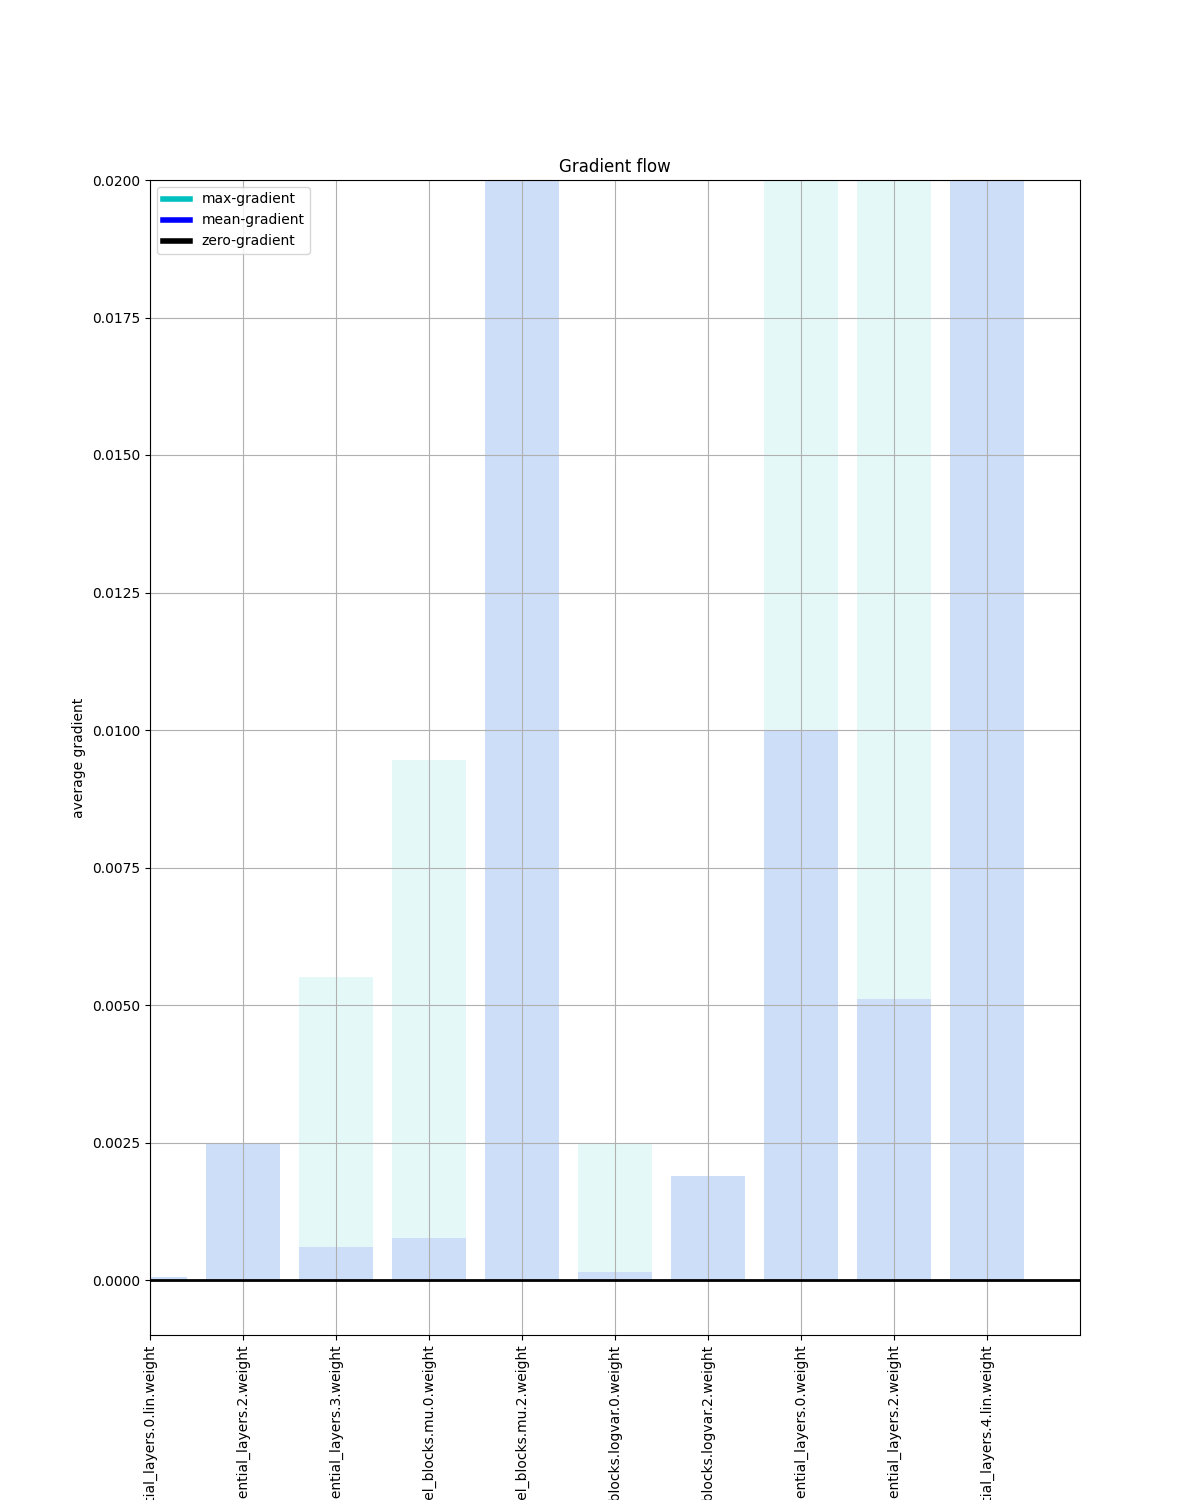 Gradient flow
max-gradient
mean-gradient
zero-gradient
0.0200
0.0175
0.0150
0.0125
0.0100
0.0075
0.0050
0.0025
0.0000
average gradient
tial_layers.0.lin.weight
ential_layers.2.weight
ential_layers.3.weight
el_blocks.mu.0.weight
el_blocks.mu.2.weight
blocks.logvar.0.weight
blocks.logvar.2.weight
ential_layers.0.weight
ential_layers.2.weight
tial_layers.4.lin.weight